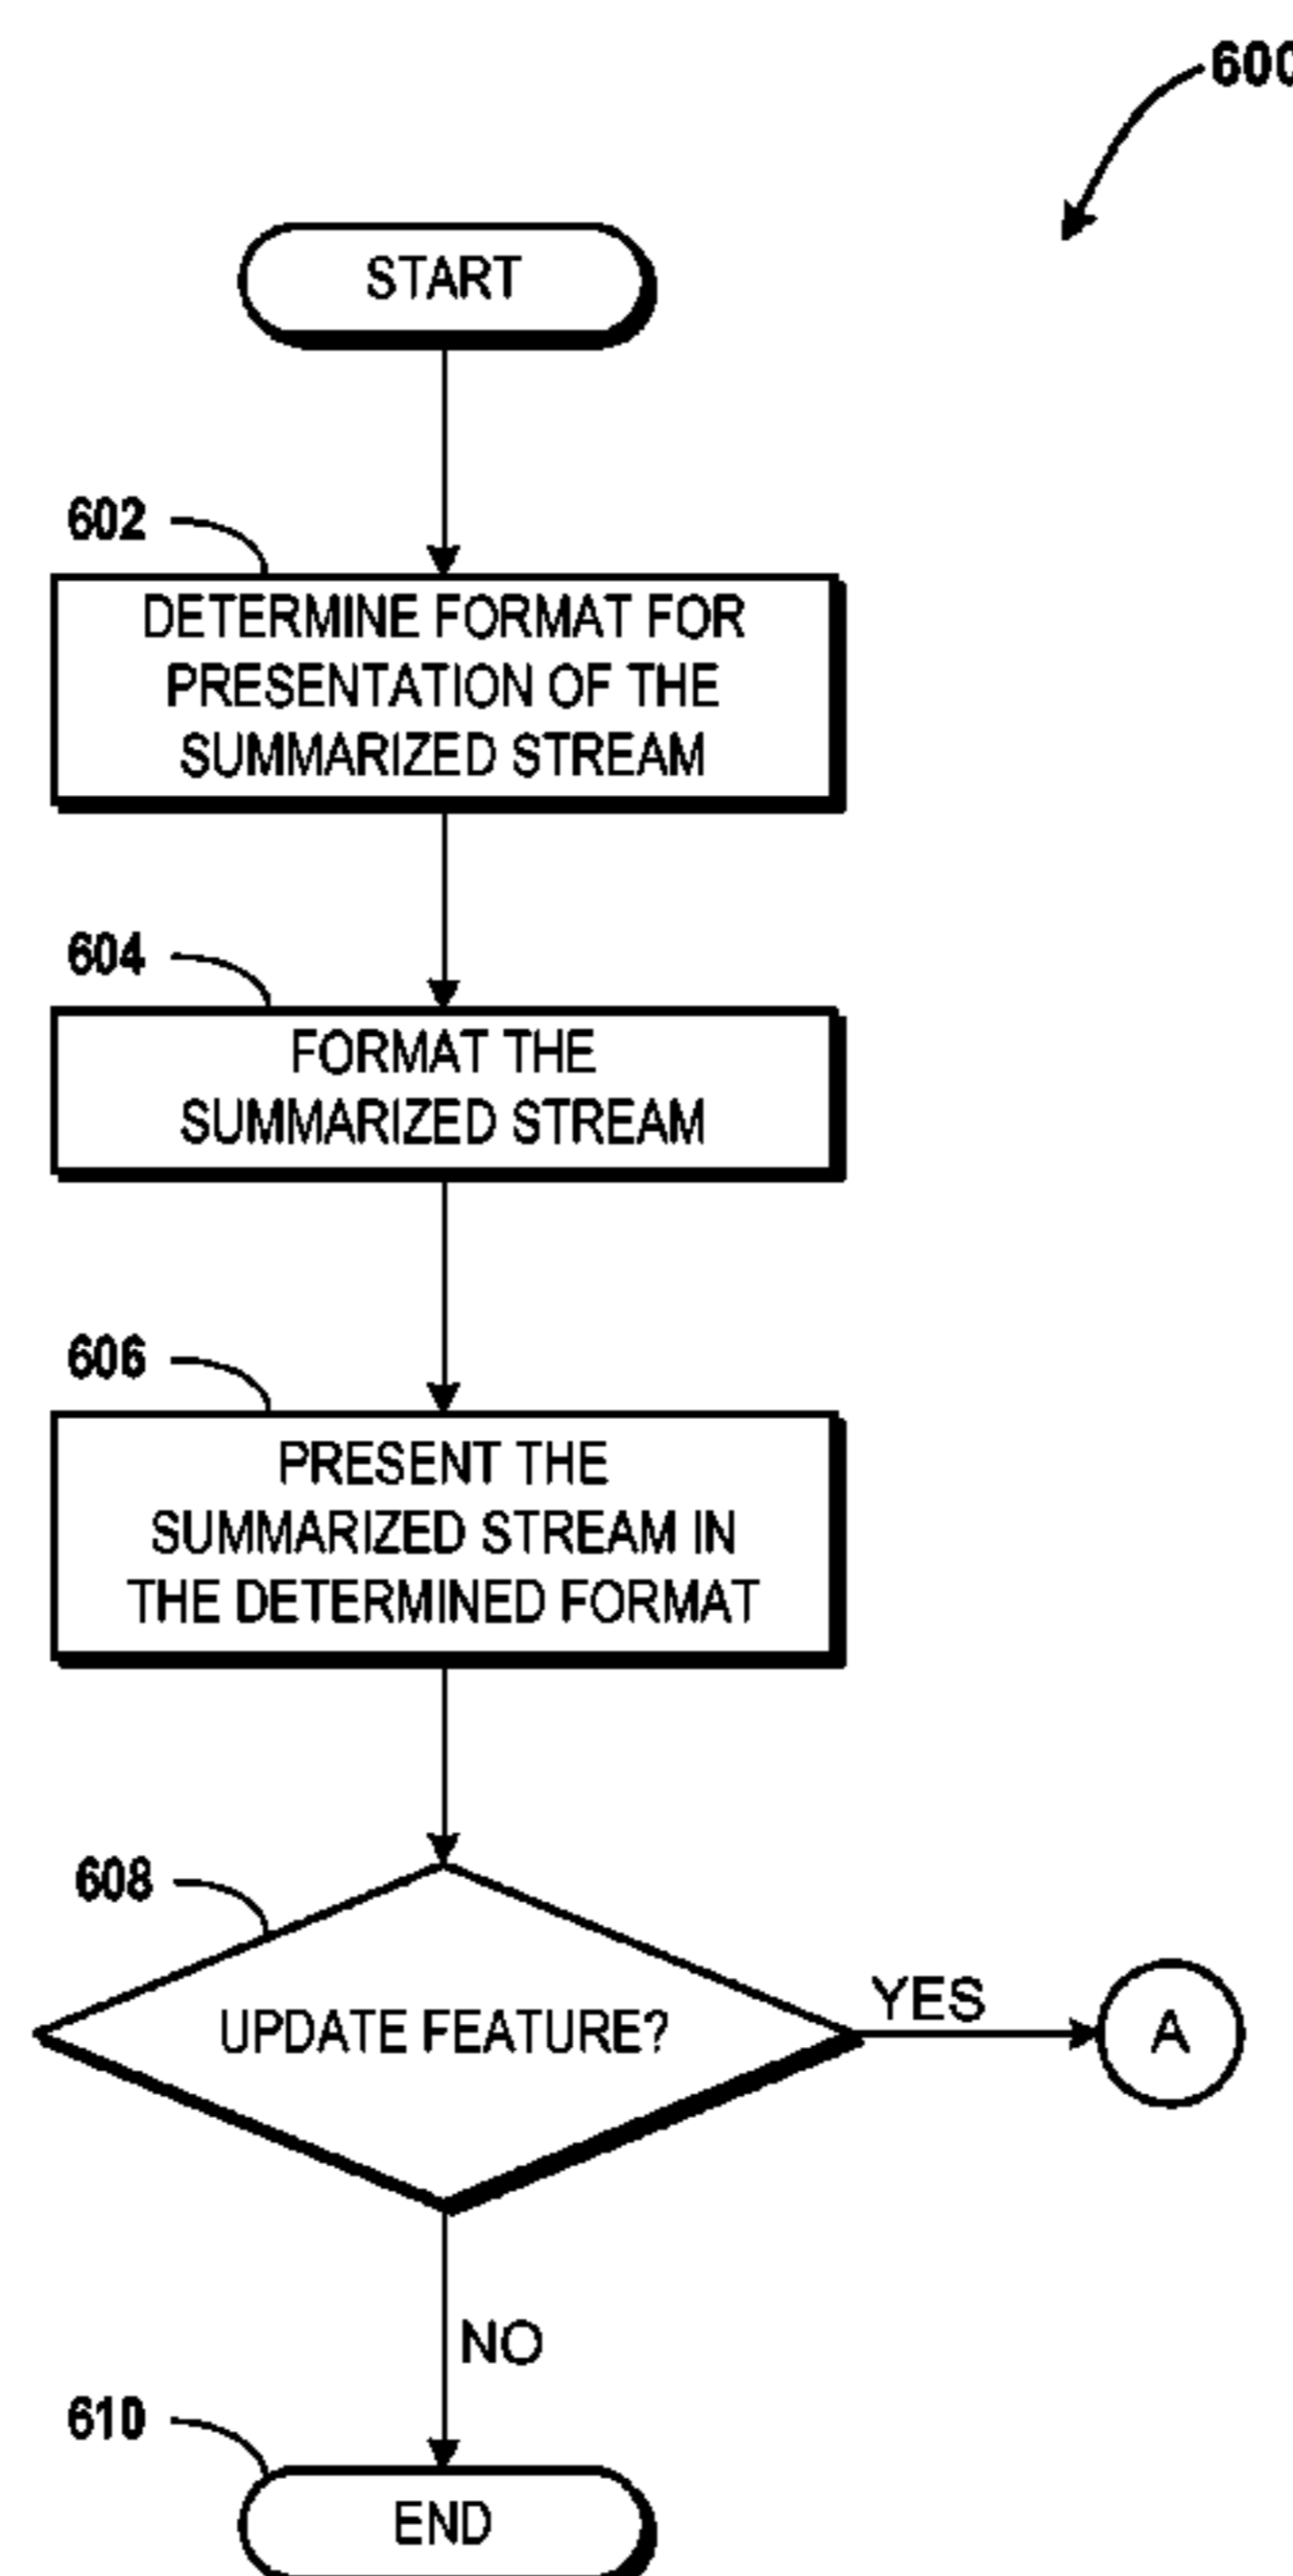 600
START
602
DETERMINE FORMAT FOR
PRESENTATION OF THE
SUMMARIZED STREAM
604
FORMAT THE
SUMMARIZED STREAM
606
PRESENT THE
SUMMARIZED STREAM IN
THE DETERMINED FORMAT
608
UPDATE FEATURE?
YES
A
NO
610
END